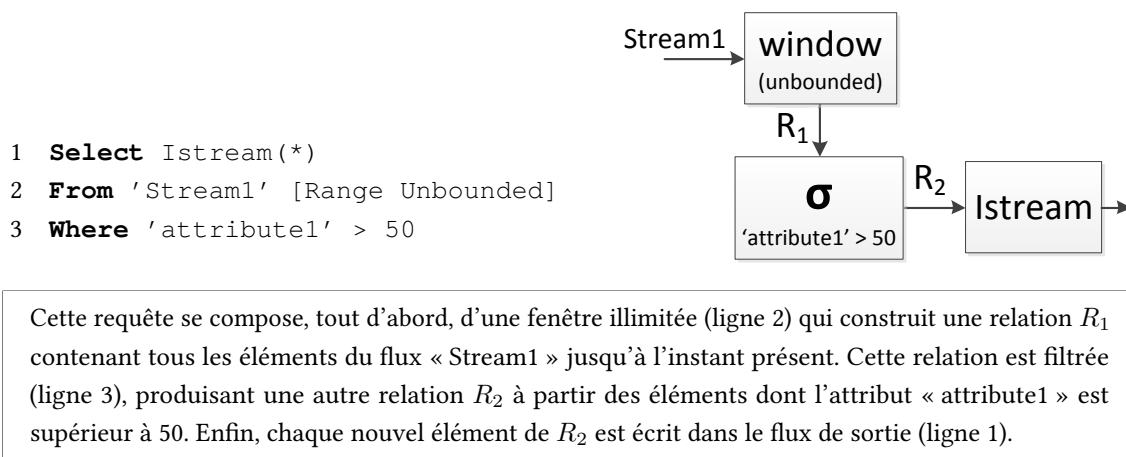 Stream1
window
(unbounded)
R1
1 Select Istream(*)
2 From 'Stream1' [Range Unbounded]
3 Where 'attribute1' > 50
σ
'attribute1' > 50
R2
Istream
Cette requête se compose, tout d'abord, d'une fenêtre illimitée (ligne 2) qui construit une relation R1
contenant tous les éléments du flux « Stream1 » jusqu'à l'instant présent. Cette relation est filtrée
(ligne 3), produisant une autre relation R2 à partir des éléments dont l'attribut « attribute1 » est
supérieur à 50. Enfin, chaque nouvel élément de R2 est écrit dans le flux de sortie (ligne 1).